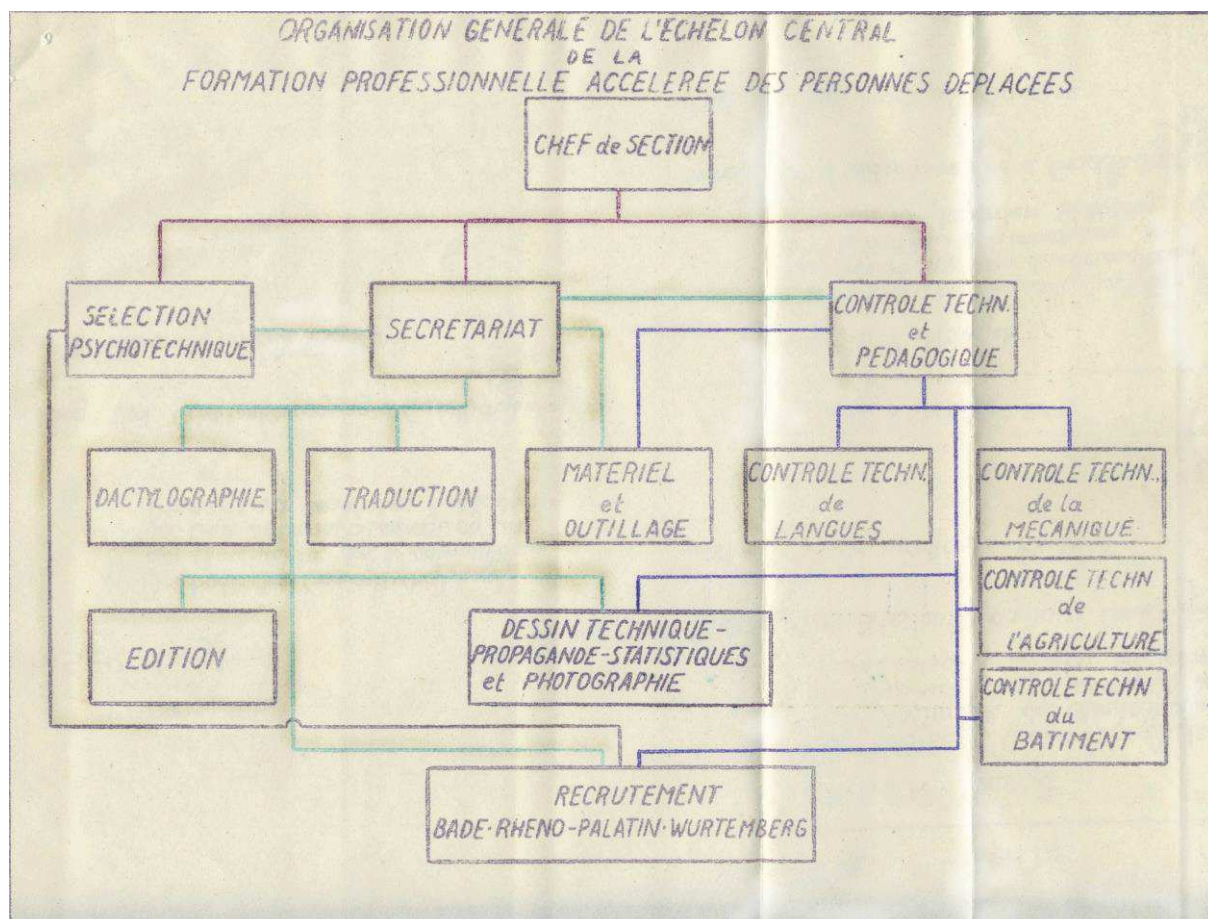 9
ORGANISATION GENERALE DE L'ECHELON CENTRAL
DE LA
FORMATION PROFESSIONNELLE ACCELEREE DES PERSONNES DEPLACEES
CHEF de SECTION
SELECTION
PSYCHOTECHNIQUE
SECRETARIAT
CONTROLE TECHN.
et
PEDAGOGIQUE
DACTYLOGRAPHIE
TRADUCTION
MATERIEL
et
OUTILLAGE
CONTROLE TECHN.
de
LANGUES
CONTROLE TECHN.
de la
MECANIQUE
EDITION
DESSIN TECHNIQUE-
PROPAGANDE-STATISTIQUES
et PHOTOGRAPHIE
CONTROLE TECHN
de
L'AGRICULTURE
CONTROLE TECHN
du
BATIMENT
RECRUTEMENT
BADE-RHENO-PALATIN-WURTEMBERG